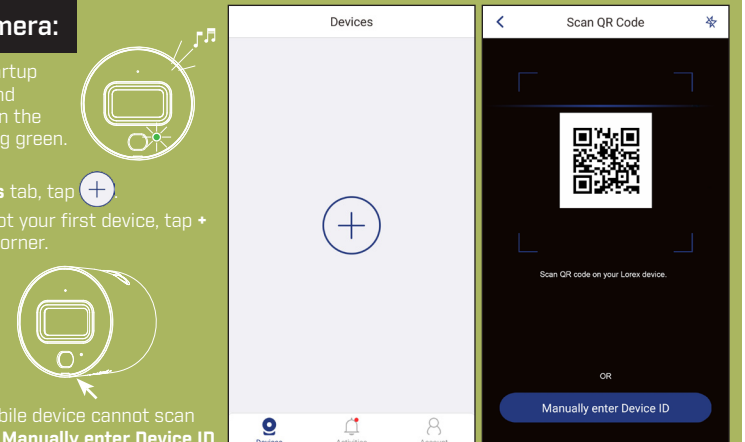 mera:
artup
nd
n the
g green.
s tab, tap +.
ot your first device, tap +
orner.
bile device cannot scan
Manually enter Device ID
Devices
Devices
Activities
Account
Scan QR Code
Scan QR code on your Lorex device.
OR
Manually enter Device ID